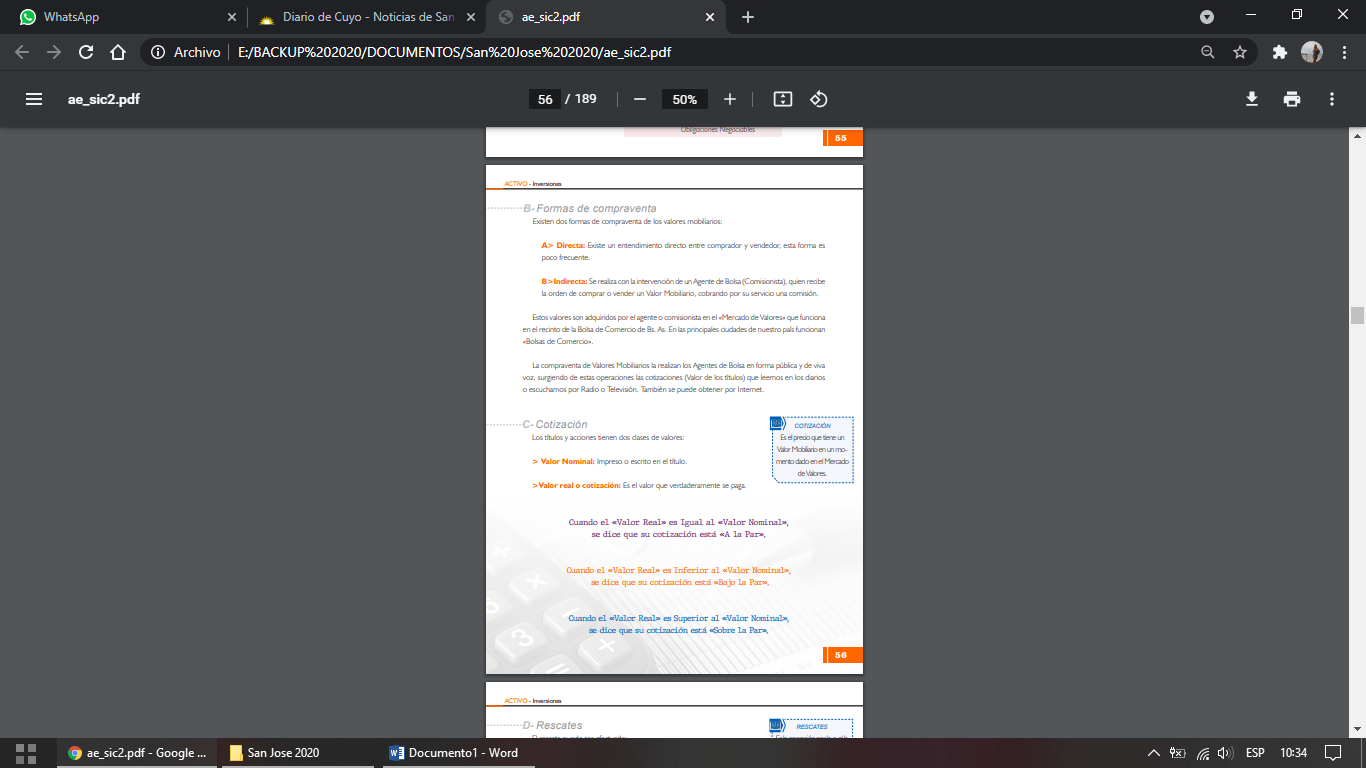 WhatsApp
Diario de Cuyo - Noticias de San
ae_sic2.pdf
Archivo
E:/BACKUP%202020/DOCUMENTOS/San%20Jose%202020/ae_sic2.pdf
ae_sic2.pdf
56 / 189
50%
Obligaciones Negociables
55
ACTIVO - Inversiones
B- Formas de compraventa
Existen dos formas de compraventa de los valores mobiliarios:
A> Directa: Existe un entendimiento directo entre comprador y vendedor, esta forma es
poco frecuente.
B>Indirecta: Se realiza con la intervención de un Agente de Bolsa (Comisionista), quien recibe
la orden de comprar o vender un Valor Mobiliario, cobrando por su servicio una comisión.
Estos valores son adquiridos por el agente o comisionista en el «Mercado de Valores» que funciona
en el recinto de la Bolsa de Comercio de Bs. As. En las principales ciudades de nuestro país funcionan
«Bolsas de Comercio».
La compraventa de Valores Mobiliarios la realizan los Agentes de Bolsa en forma pública y de viva
voz, surgiendo de estas operaciones las cotizaciones (Valor de los títulos) que leemos en los diarios
o escuchamos por Radio o Televisión. También se puede obtener por Internet.
C- Cotización
Los títulos y acciones tienen dos clases de valores:
> Valor Nominal: Impreso o escrito en el título.
>Valor real o cotización: Es el valor que verdaderamente se paga.
COTIZACIÓN
Es el precio que tiene un
Valor Mobiliario en un mo-
mento dado en el Mercado
de Valores.
Cuando el «Valor Real» es Igual al «Valor Nominal»,
se dice que su cotización está «A la Par».
Cuando el «Valor Real» es Inferior al «Valor Nominal»,
se dice que su cotización está «Bajo la Par».
Cuando el «Valor Real» es Superior al «Valor Nominal»,
se dice que su cotización está «Sobre la Par».
56
ACTIVO - Inversiones
D- Rescates
RESCATES
ae_sic2.pdf - Google ...
San Jose 2020
Documento1 - Word
ESP
10:34